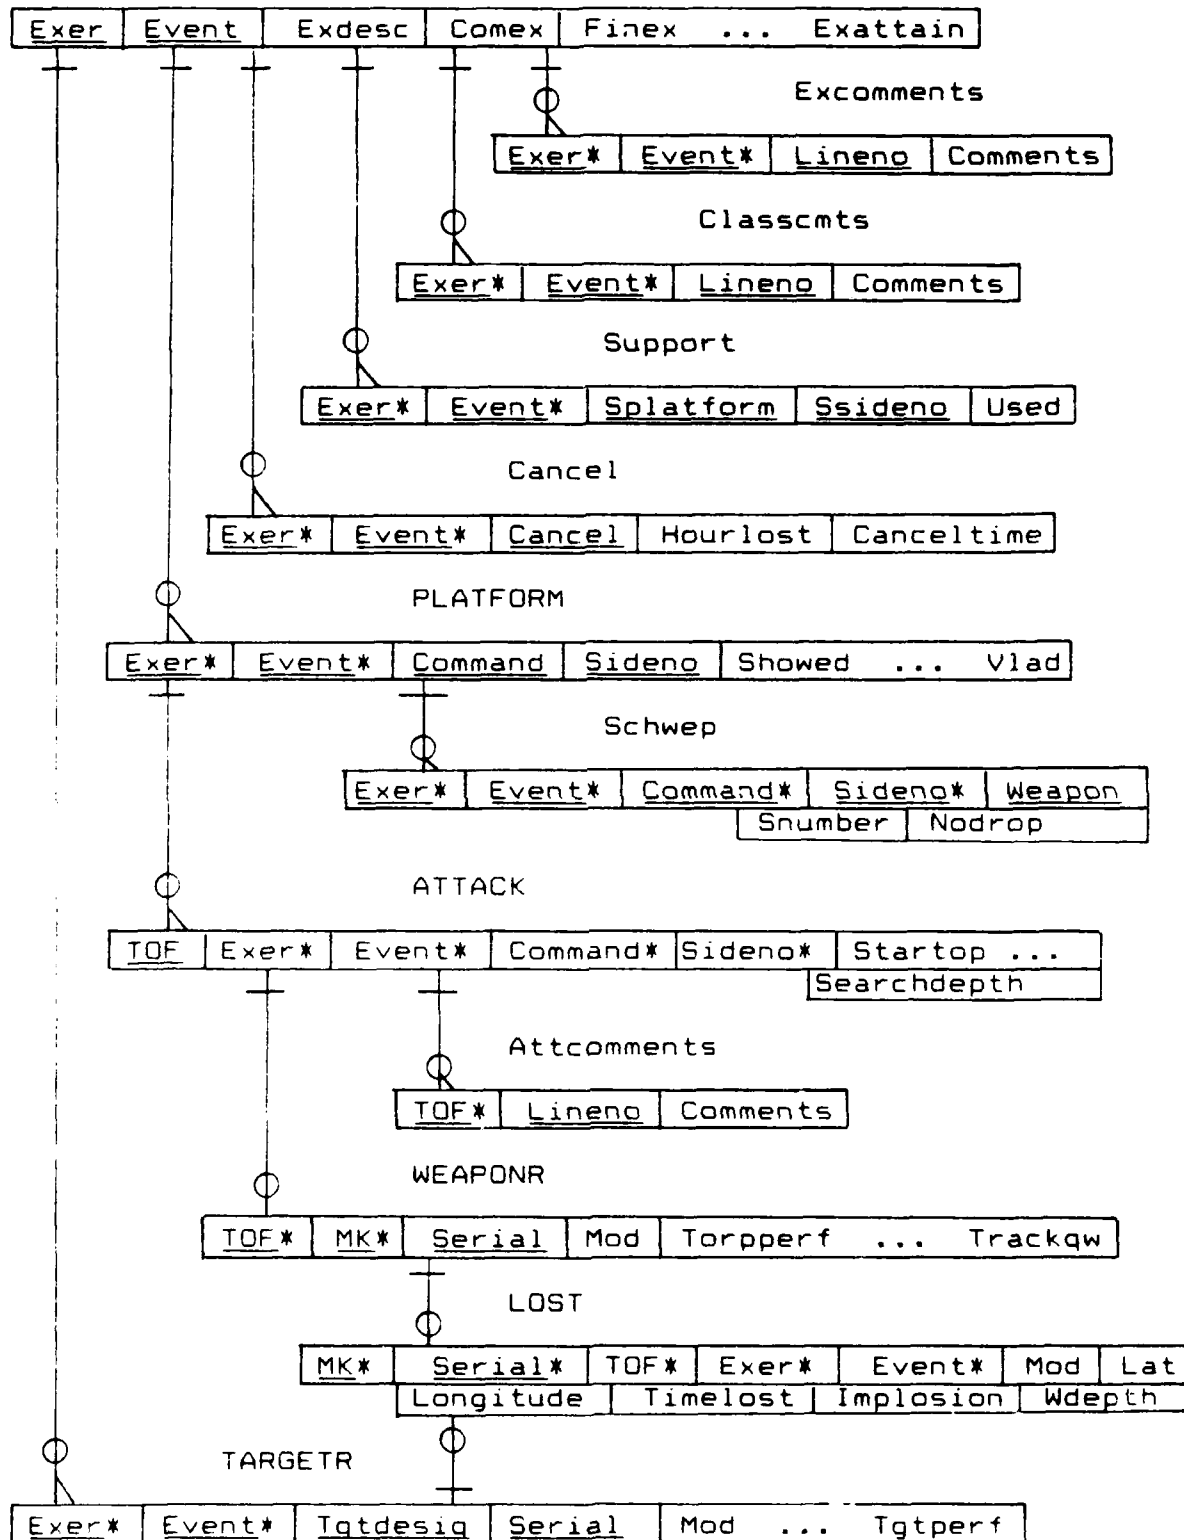 Exer Event Exdesc Comex Finex ... Exattain
Excomments
Exer* Event* Lineno Comments
Classcmts
Exer* Event* Lineno Comments
Support
Exer* Event* Splatform Ssideno Used
Cancel
Exer* Event* Cancel Hourlost Canceltime
PLATFORM
Exer* Event* Command Sideno Showed ... Vlad
Schwep
Exer* Event* Command* Sideno* Weapon
Snumber Nodrop
ATTACK
TOF Exer* Event* Command* Sideno* Startop ...
Searchdepth
Attcomments
TOF* Lineno Comments
WEAPONR
TOF* MK* Serial Mod Torpperf ... Trackqw
LOST
MK* Serial* TOF* Exer* Event* Mod Lat
Longitude Timelost Implosion Wdepth
TARGETR
Exer* Event* Tgtdesig Serial Mod ... Tgtperf